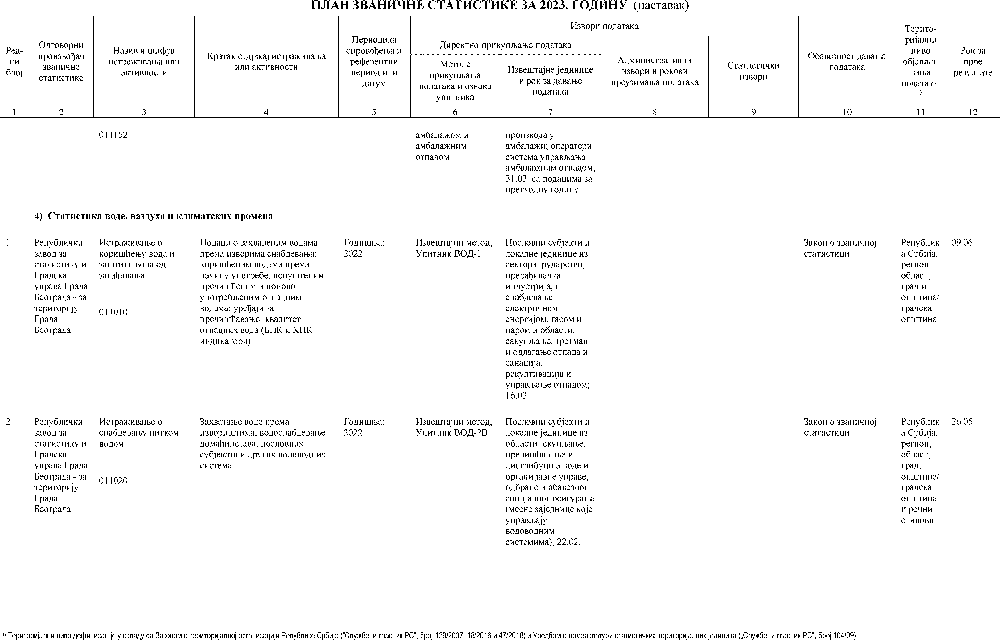 ПЛАН ЗВАНИЧНЕ СТАТИСТИКЕ ЗА 2023. ГОДИНУ (наставак)
Ред-
ни
број
Одговорни
произвођач
званичне
статистике
Назив и шифра
истраживања или
активности
Кратак садржај истраживања
или активности
Периодика
спровођења и
референтни
период или
датум
Извори података
Директно прикупљање података
Методе
прикупљања
података и ознака
упитника
Извештајне јединице
и рок за давање
података
Административни
извори и рокови
преузимања података
Статистички
извори
Обавезност давања
података
Терито-
ријални
ниво
објављи-
вања
података¹
)
Рок за
прве
резултате
1 2 3 4 5 6 7 8 9 10 11 12
011152
амбалажом и
амбалажним
отпадом
производа у
амбалажи; оператери
система управљања
амбалажним отпадом;
31.03. са подацима за
претходну годину
4) Статистика воде, ваздуха и климатских промена
1
Републички
завод за
статистику и
Градска
управа Града
Београда - за
територију
Града
Београда
Истраживање о
коришћењу вода и
заштити вода од
загађивања
011010
Подаци о захваћеним водама
према изворима снабдевања;
коришћеним водама према
начину употребе; испуштеним,
пречишћеним и поново
употребљеним отпадним
водама; уређаји за
пречишћавање; квалитет
отпадних вода (БПК и ХПК
индикатори)
Годишња;
2022.
Извештајни метод;
Упитник ВОД-1
Пословни субјекти и
локалне јединице из
сектора: рударство,
прерађивачка
индустрија, и
снабдевање
електричном
енергијом, гасом и
паром и области:
сакупљање, третман
и одлагање отпада и
санација,
рекултивација и
управљање отпадом;
16.03.
Закон о званичној
статистици
Републик
а Србија,
регион,
област,
град и
општина/
градска
општина
09.06.
2
Републички
завод за
статистику и
Градска
управа Града
Београда - за
територију
Града
Београда
Истраживање о
снабдевању питком
водом
011020
Захватање воде према
извориштима, водоснабдевање
домаћинстава, пословних
субјеката и других водоводних
система
Годишња;
2022.
Извештајни метод;
Упитник ВОД-2В
Пословни субјекти и
локалне јединице из
области: скупљање,
пречишћавање и
дистрибуција воде и
органи јавне управе,
одбране и обавезног
социјалног осигурања
(месне заједнице које
управљају
водоводним
системима); 22.02.
Закон о званичној
статистици
Републик
а Србија,
регион,
област,
град,
општина/
градска
општина
и речни
сливови
26.05.
¹⁾ Територијални ниво дефинисан је у складу са Законом о територијалној организацији Републике Србије ("Службени гласник РС", број 129/2007, 18/2016 и 47/2018) и Уредбом о номенклатури статистичких територијалних јединица („Службени гласник РС", број 104/09).